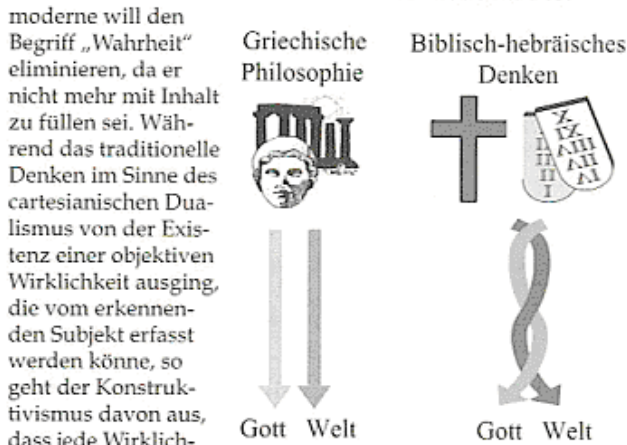 moderne will den
Begriff „Wahrheit“
eliminieren, da er
nicht mehr mit Inhalt
zu füllen sei. Wäh-
rend das traditionelle
Denken im Sinne des
cartesianischen Dua-
lismus von der Exis-
tenz einer objektiven
Wirklichkeit ausging,
die vom erkennen-
den Subjekt erfasst
werden könne, so
geht der Konstruk-
tivismus davon aus,
dass jede Wirklich-
Griechische
Philosophie
Gott Welt
Biblisch-hebräisches
Denken
Gott Welt